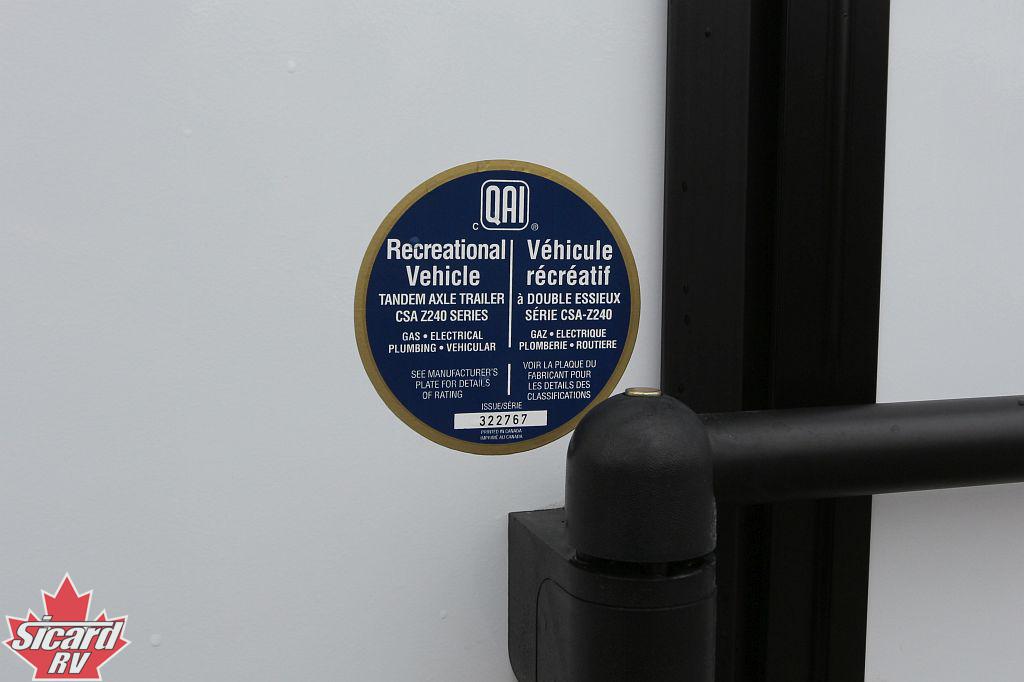 QAI
C ®
Recreational
Vehicle
TANDEM AXLE TRAILER
CSA Z240 SERIES
GAS • ELECTRICAL
PLUMBING • VEHICULAR
SEE MANUFACTURER'S
PLATE FOR DETAILS
OF RATING
Véhicule
récréatif
à DOUBLE ESSIEUX
SÉRIE CSA-Z240
GAZ • ELECTRIQUE
PLOMBERIE • ROUTIERE
VOIR LA PLAQUE DU
FABRICANT POUR
LES DETAILS DES
CLASSIFICATIONS
ISSUE/SÉRIE
322767
PRINTED IN CANADA
IMPRIMÉ AU CANADA
Sicard
RV